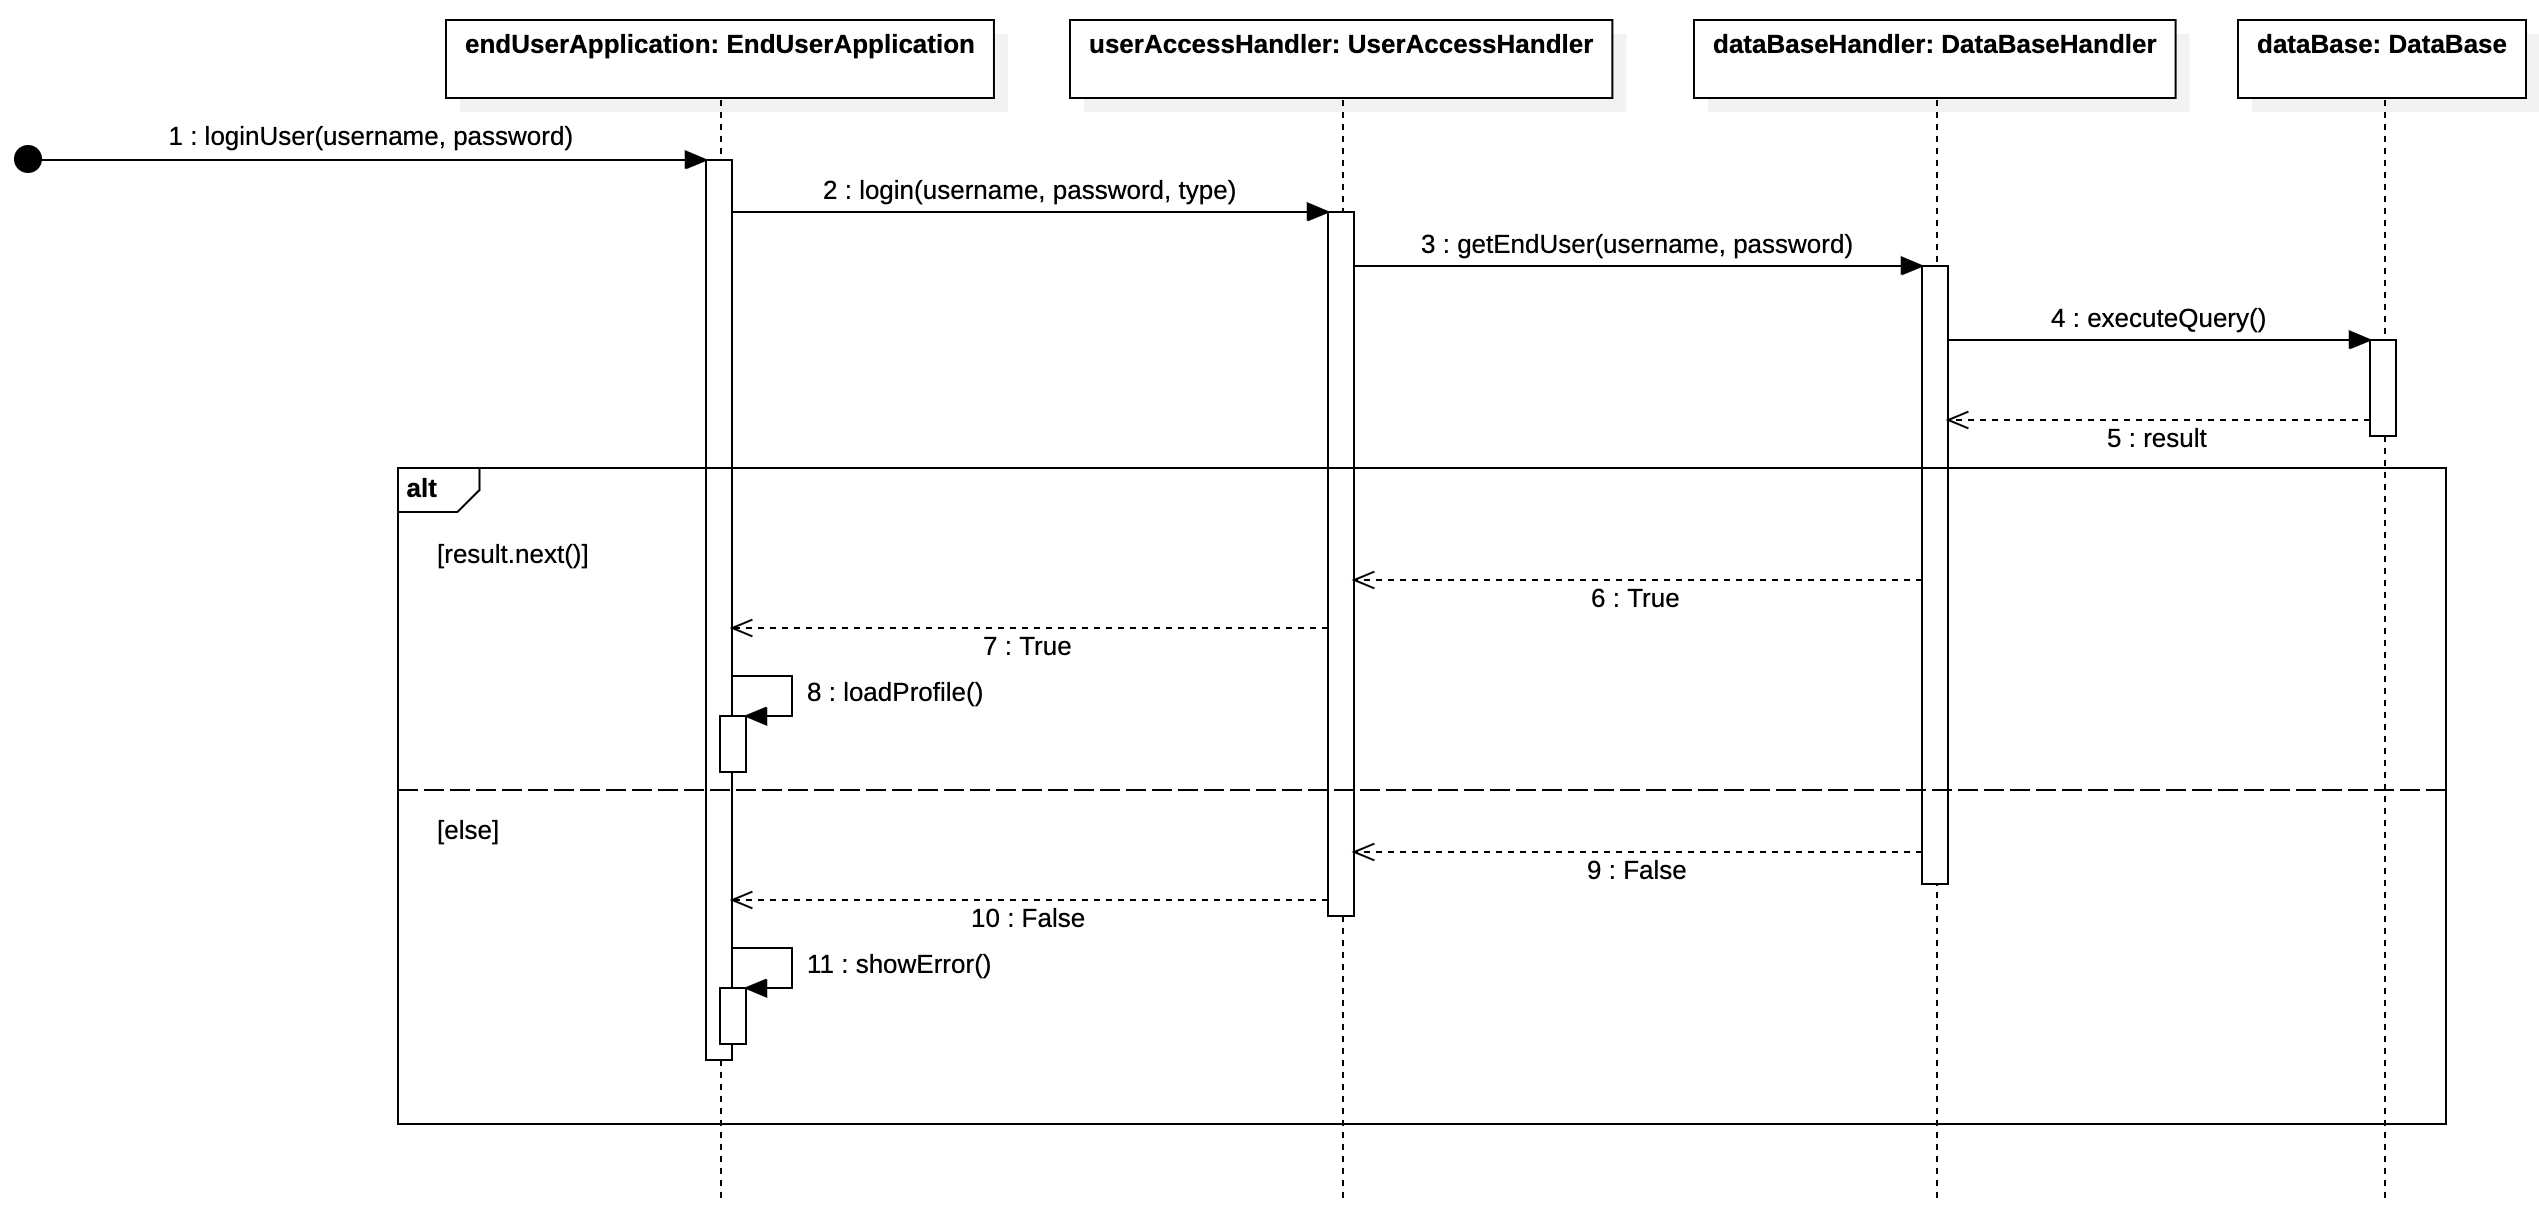 endUserApplication: EndUserApplication
userAccessHandler: UserAccessHandler
dataBaseHandler: DataBaseHandler
dataBase: DataBase
1 : loginUser(username, password)
2 : login(username, password, type)
3 : getEndUser(username, password)
4 : executeQuery()
5 : result
alt
[result.next()]
6 : True
7 : True
8 : loadProfile()
[else]
9 : False
10 : False
11 : showError()